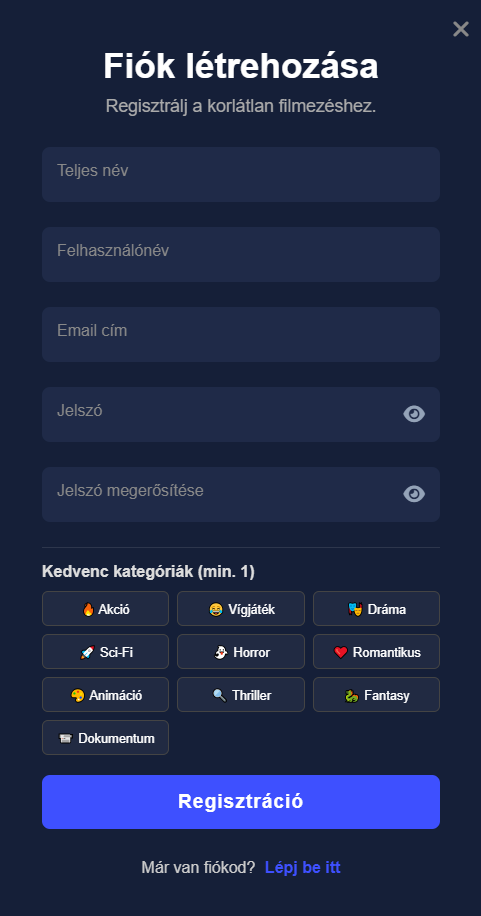 Fiók létrehozása
Regisztrálj a korlátlan filmezéshez.
Teljes név
Felhasználónév
Email cím
Jelszó
Jelszó megerősítése
Kedvenc kategóriák (min. 1)
Akció Vígjáték Dráma
Sci-Fi Horror Romantikus
Animáció Thriller Fantasy
Dokumentum
Regisztráció
Már van fiókod? Lépj be itt